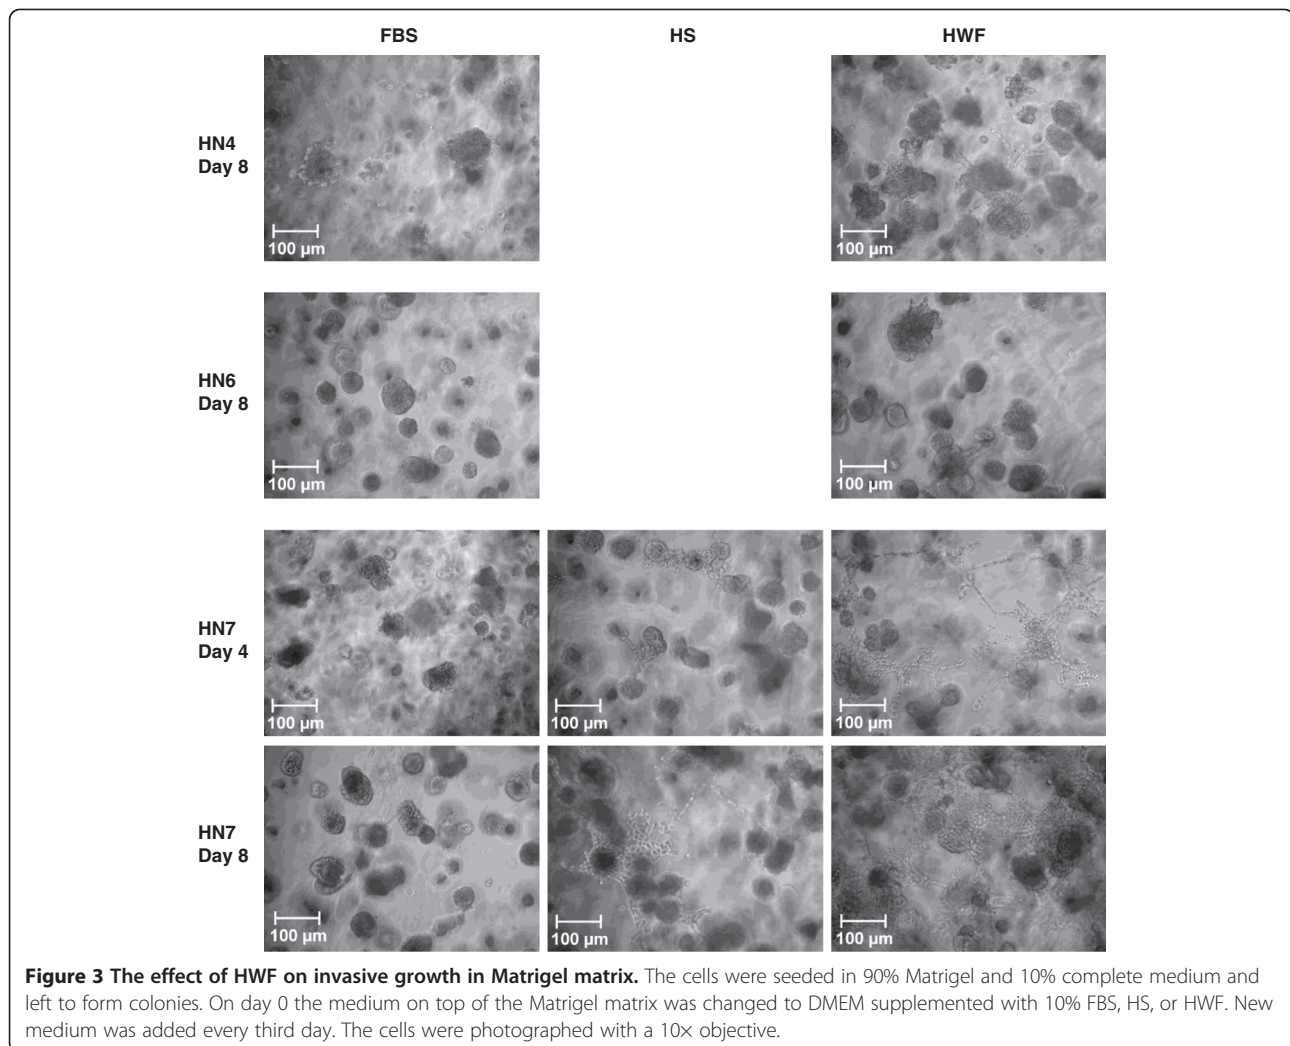 FBS HS HWF
HN4
Day 8
100 µm 100 µm
HN6
Day 8
100 µm 100 µm
HN7
Day 4
100 µm 100 µm 100 µm
HN7
Day 8
100 µm 100 µm 100 µm
Figure 3 The effect of HWF on invasive growth in Matrigel matrix. The cells were seeded in 90% Matrigel and 10% complete medium and
left to form colonies. On day 0 the medium on top of the Matrigel matrix was changed to DMEM supplemented with 10% FBS, HS, or HWF. New
medium was added every third day. The cells were photographed with a 10× objective.